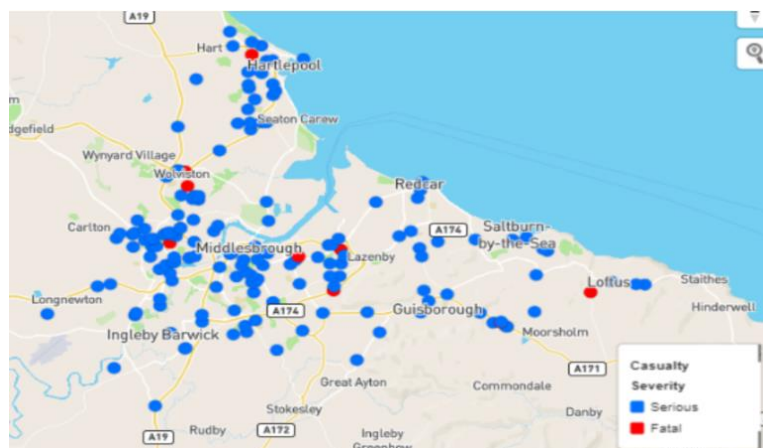 A19
Hart
Hartlepool
Seaton Carew
Wynyard Village
Wolviston
Redcar
Carlton
A174
Saltburn-
by-the-Sea
Middlesbrough
Lazenby
Loftus
Staithes
Longnewton
Guisborough
Hinderwell
A174
Ingleby Barwick
Moorsholm
A171
Great Ayton
Commondale
Stokesley
Danby
Rudby
A19
A172
Ingleby
Casualty
Severity
Serious
Fatal